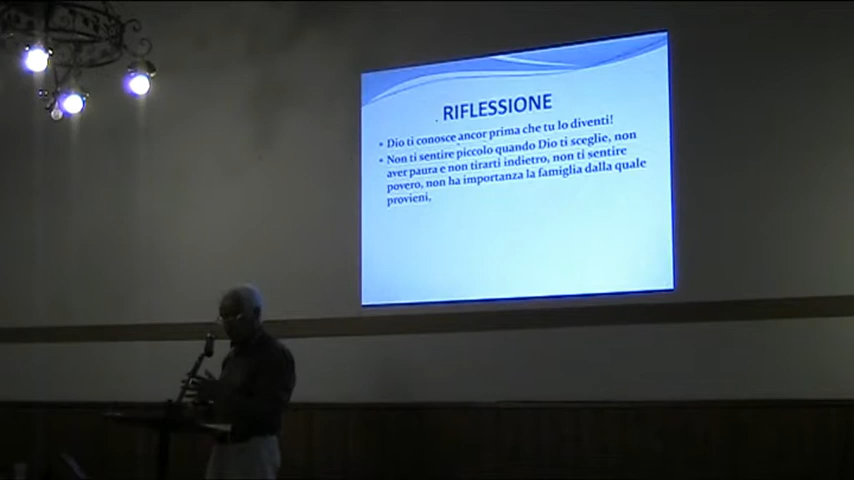 RIFLESSIONE
• Dio ti conosce ancor prima che tu lo diventi!
• Non ti sentire piccolo quando Dio ti sceglie, non
aver paura e non tirarti indietro, non ti sentire
povero, non ha importanza la famiglia dalla quale
provieni,